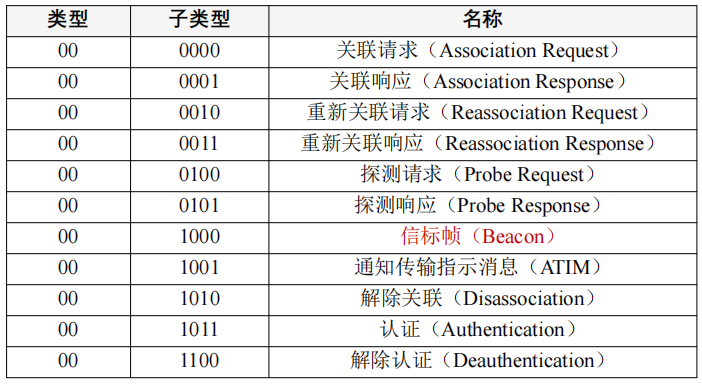 类型 子类型 名称
00 0000 关联请求（Association Request）
00 0001 关联响应（Association Response）
00 0010 重新关联请求（Reassociation Request）
00 0011 重新关联响应（Reassociation Response）
00 0100 探测请求（Probe Request）
00 0101 探测响应（Probe Response）
00 1000 信标帧（Beacon）
00 1001 通知传输指示消息（ATIM）
00 1010 解除关联（Disassociation）
00 1011 认证（Authentication）
00 1100 解除认证（Deauthentication）